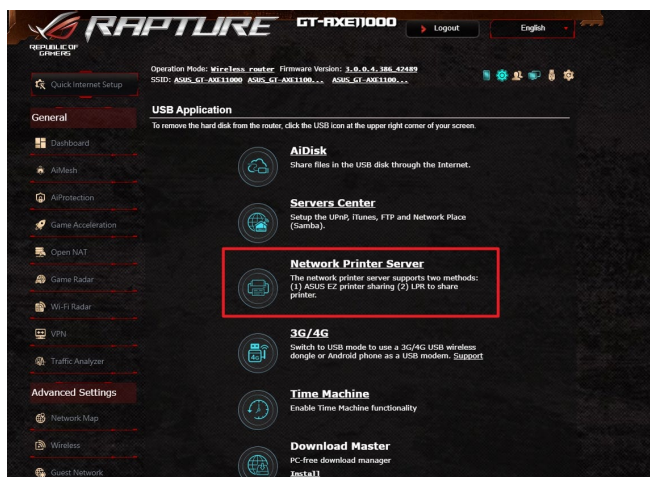 RAPTURE GT-AXE11000 Logout English
REPUBLIC OF
GAMERS
Quick Internet Setup
General
Dashboard
AiMesh
AiProtection
Game Acceleration
Open NAT
Game Radar
Wi-Fi Radar
VPN
Traffic Analyzer
Advanced Settings
Network Map
Wireless
Guest Network
Operation Mode: Wireless router Firmware Version: 3.0.0.4.386_42489
SSID: ASUS_GT-AXE11000 ASUS_GT-AXE1100... ASUS_GT-AXE1100...
USB Application
To remove the hard disk from the router, click the USB icon at the upper right corner of your screen.
AiDisk
Share files in the USB disk through the Internet.
Servers Center
Setup the UPnP, iTunes, FTP and Network Place
(Samba).
Network Printer Server
The network printer server supports two methods:
(1) ASUS EZ printer sharing (2) LPR to share
printer.
3G/4G
4G
Switch to USB mode to use a 3G/4G USB wireless
dongle or Android phone as a USB modem. Support
Time Machine
Enable Time Machine functionality
Download Master
PC-free download manager
Install